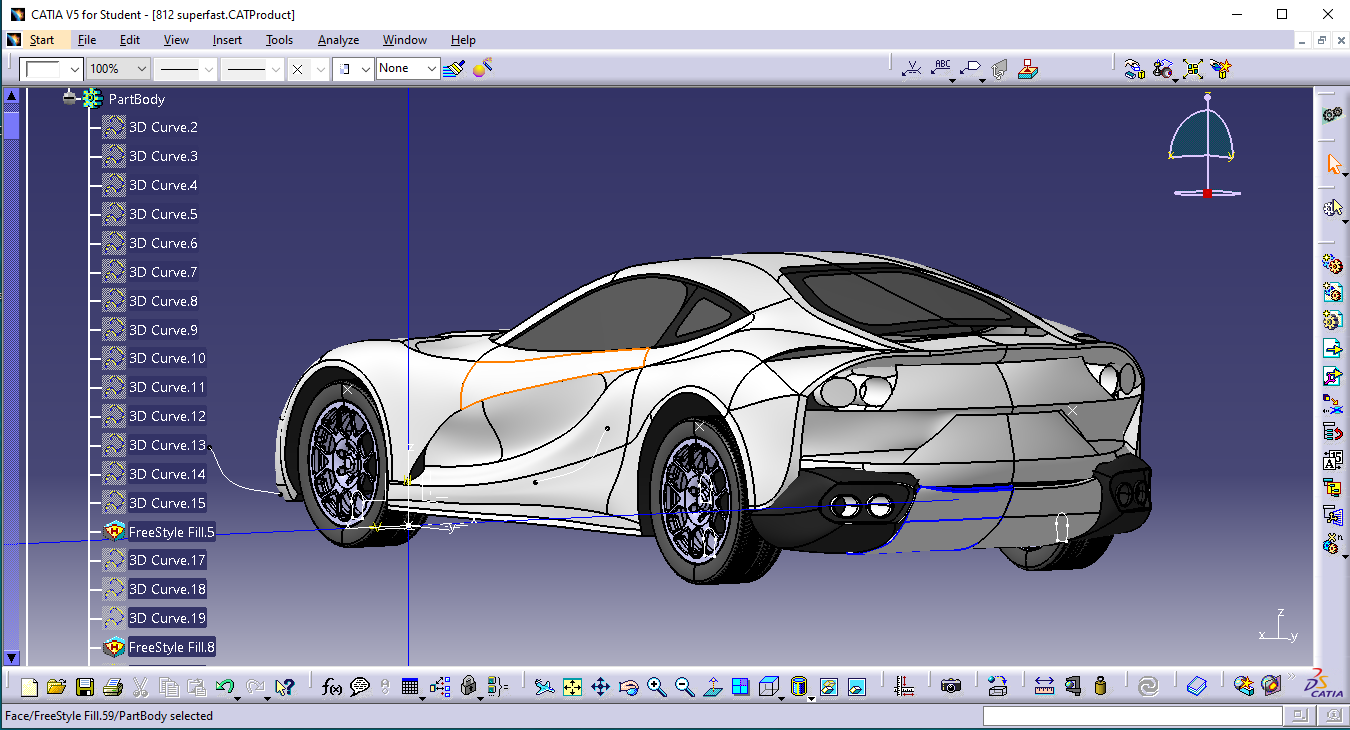 CATIA V5 for Student - [812 superfast.CATProduct]
Start File Edit View Insert Tools Analyze Window Help
100% None ABC
PartBody
3D Curve.2
3D Curve.3
3D Curve.4
3D Curve.5
3D Curve.6
3D Curve.7
3D Curve.8
3D Curve.9
3D Curve.10
3D Curve.11
3D Curve.12
3D Curve.13
3D Curve.14
3D Curve.15
FreeStyle Fill.5
3D Curve.17
3D Curve.18
3D Curve.19
FreeStyle Fill.8
z
x y
z
x y
f(x)
CATIA
Face/FreeStyle Fill.59/PartBody selected